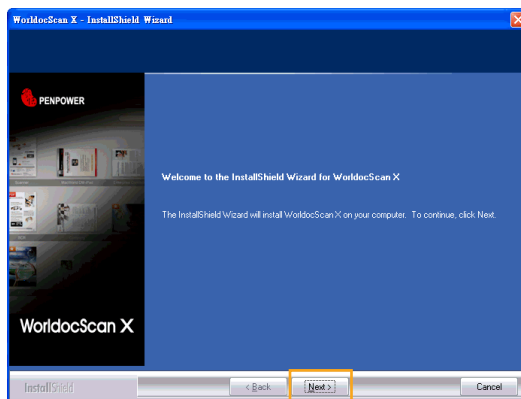 WorldocScan X - InstallShield Wizard
PENPOWER
Welcome to the InstallShield Wizard for WorldocScan X
The InstallShield Wizard will install WorldocScan X on your computer. To continue, click Next.
WorldocScan X
InstallShield
< Back
Next >
Cancel